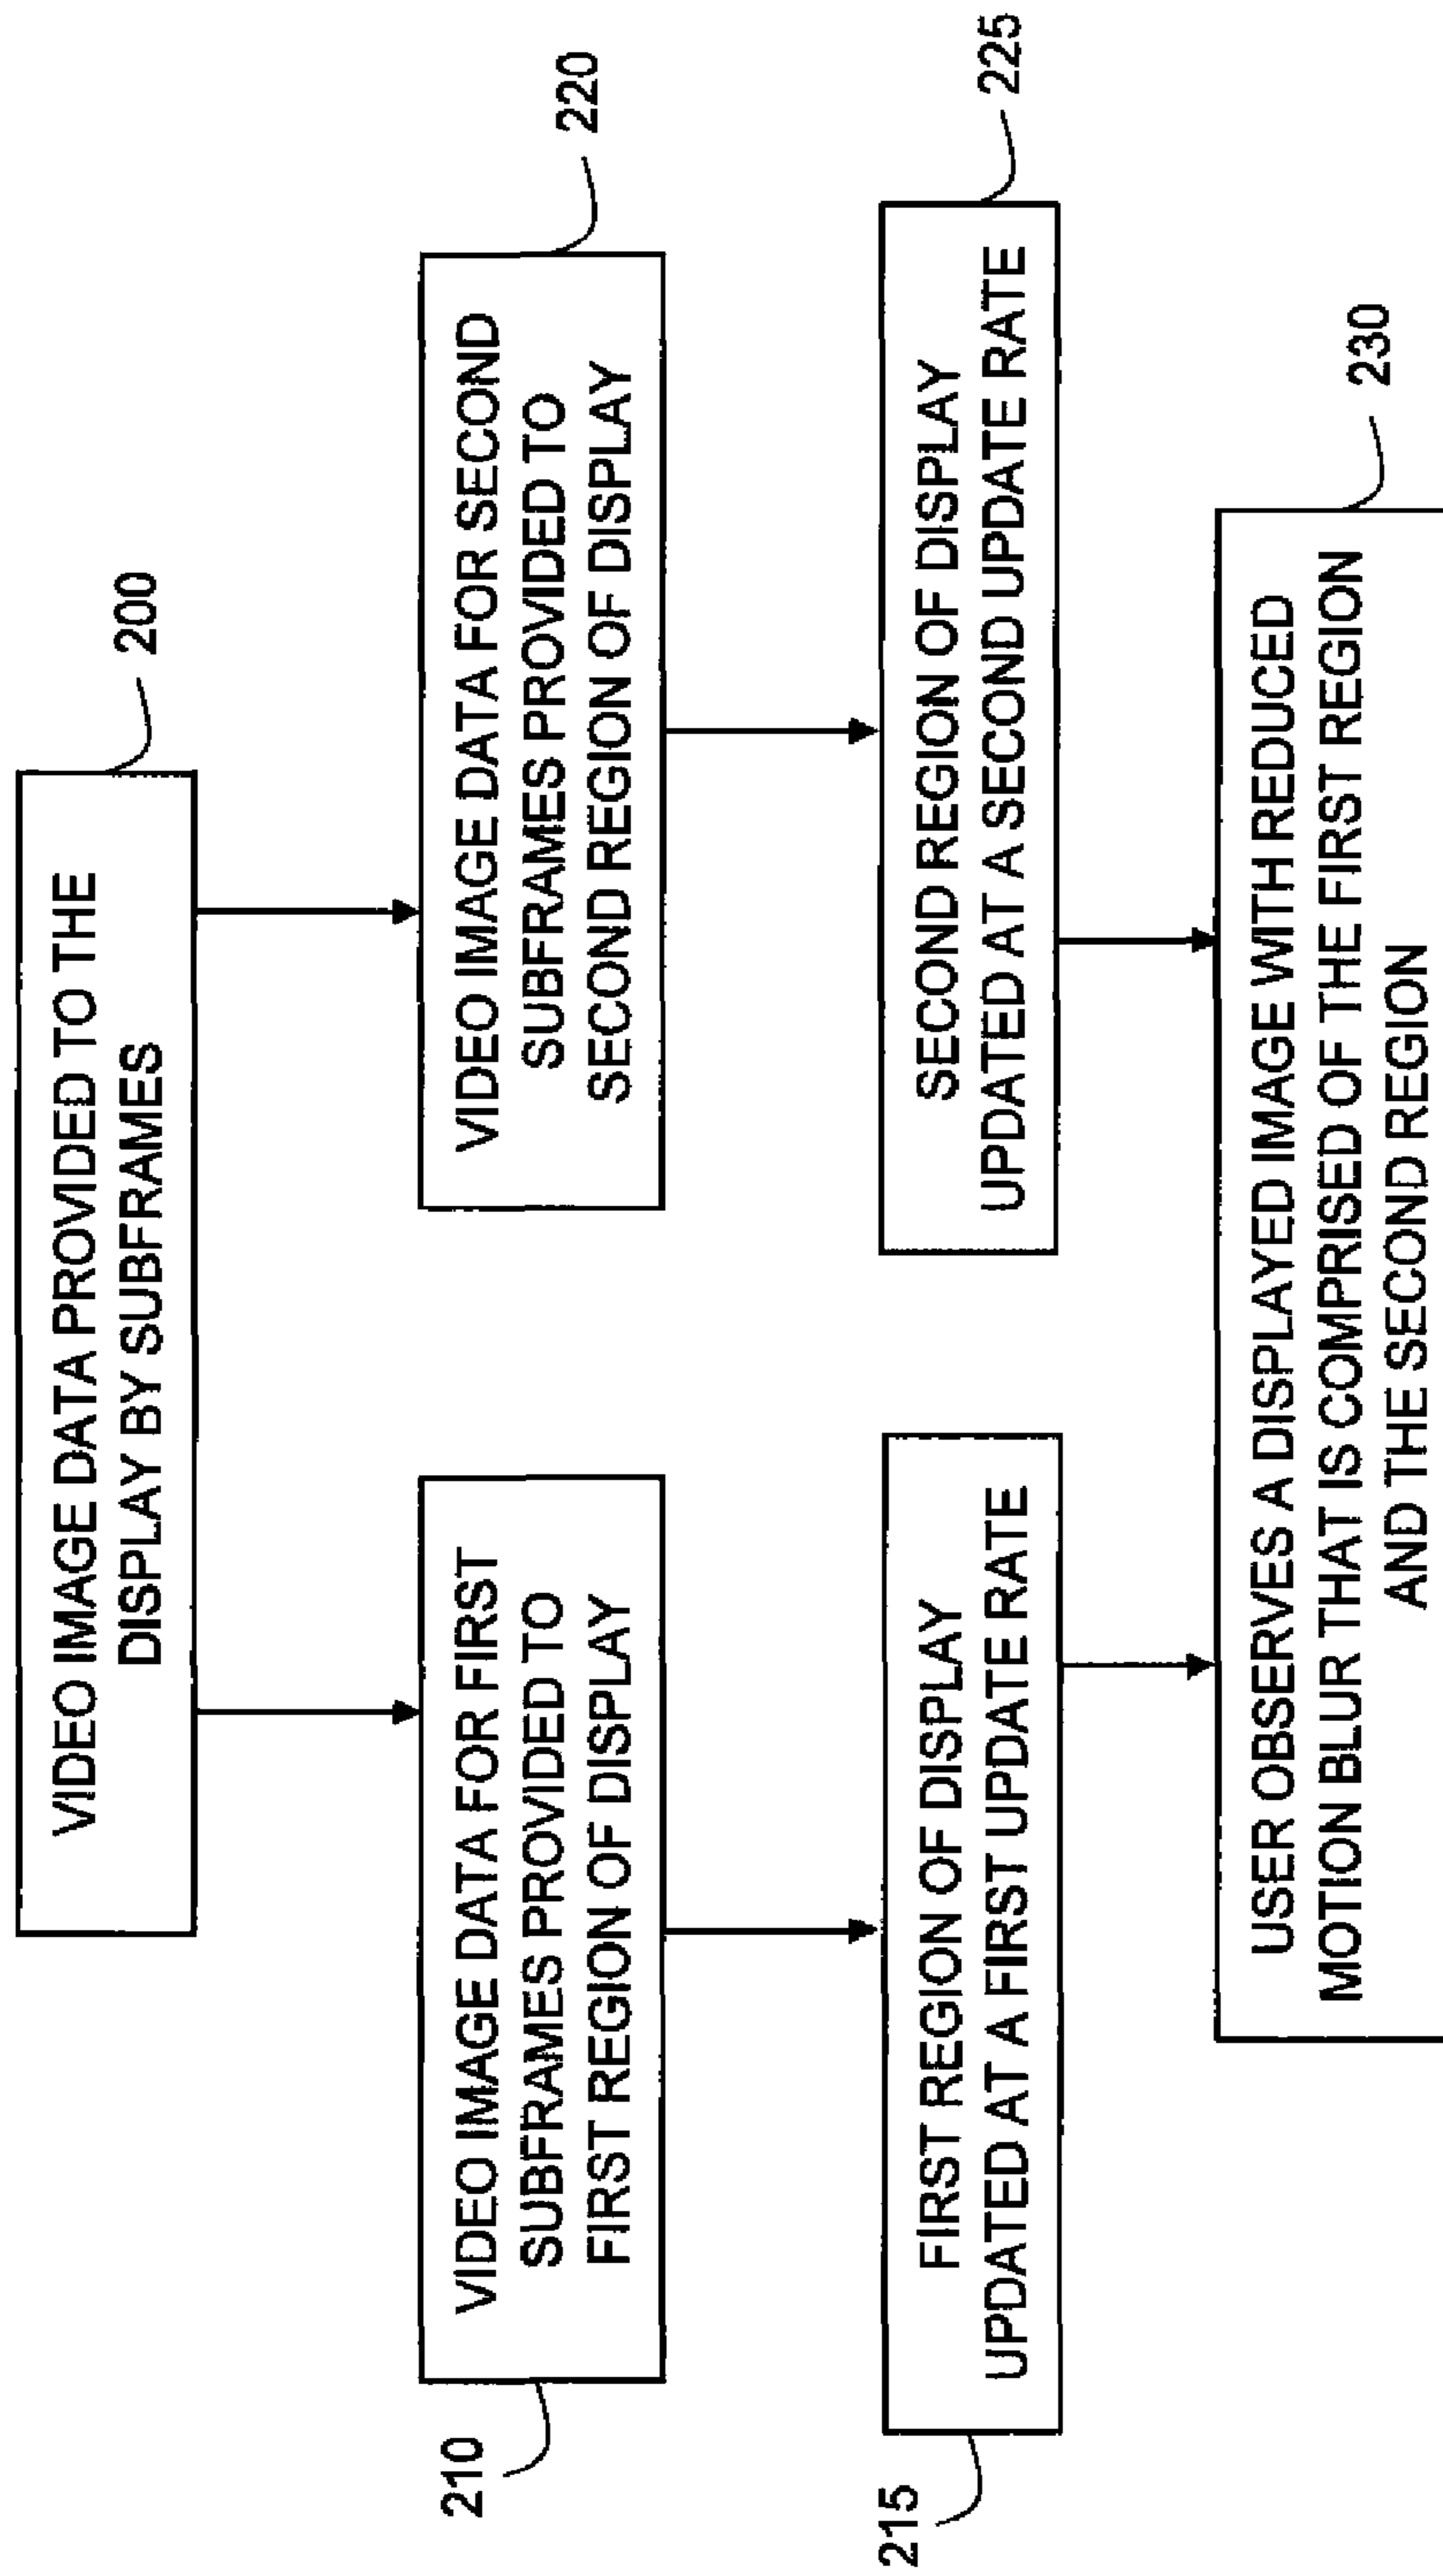 VIDEO IMAGE DATA PROVIDED TO THE
DISPLAY BY SUBFRAMES
200
VIDEO IMAGE DATA FOR FIRST
SUBFRAMES PROVIDED TO
FIRST REGION OF DISPLAY
210
VIDEO IMAGE DATA FOR SECOND
SUBFRAMES PROVIDED TO
SECOND REGION OF DISPLAY
220
FIRST REGION OF DISPLAY
UPDATED AT A FIRST UPDATE RATE
215
SECOND REGION OF DISPLAY
UPDATED AT A SECOND UPDATE RATE
225
USER OBSERVES A DISPLAYED IMAGE WITH REDUCED
MOTION BLUR THAT IS COMPRISED OF THE FIRST REGION
AND THE SECOND REGION
230